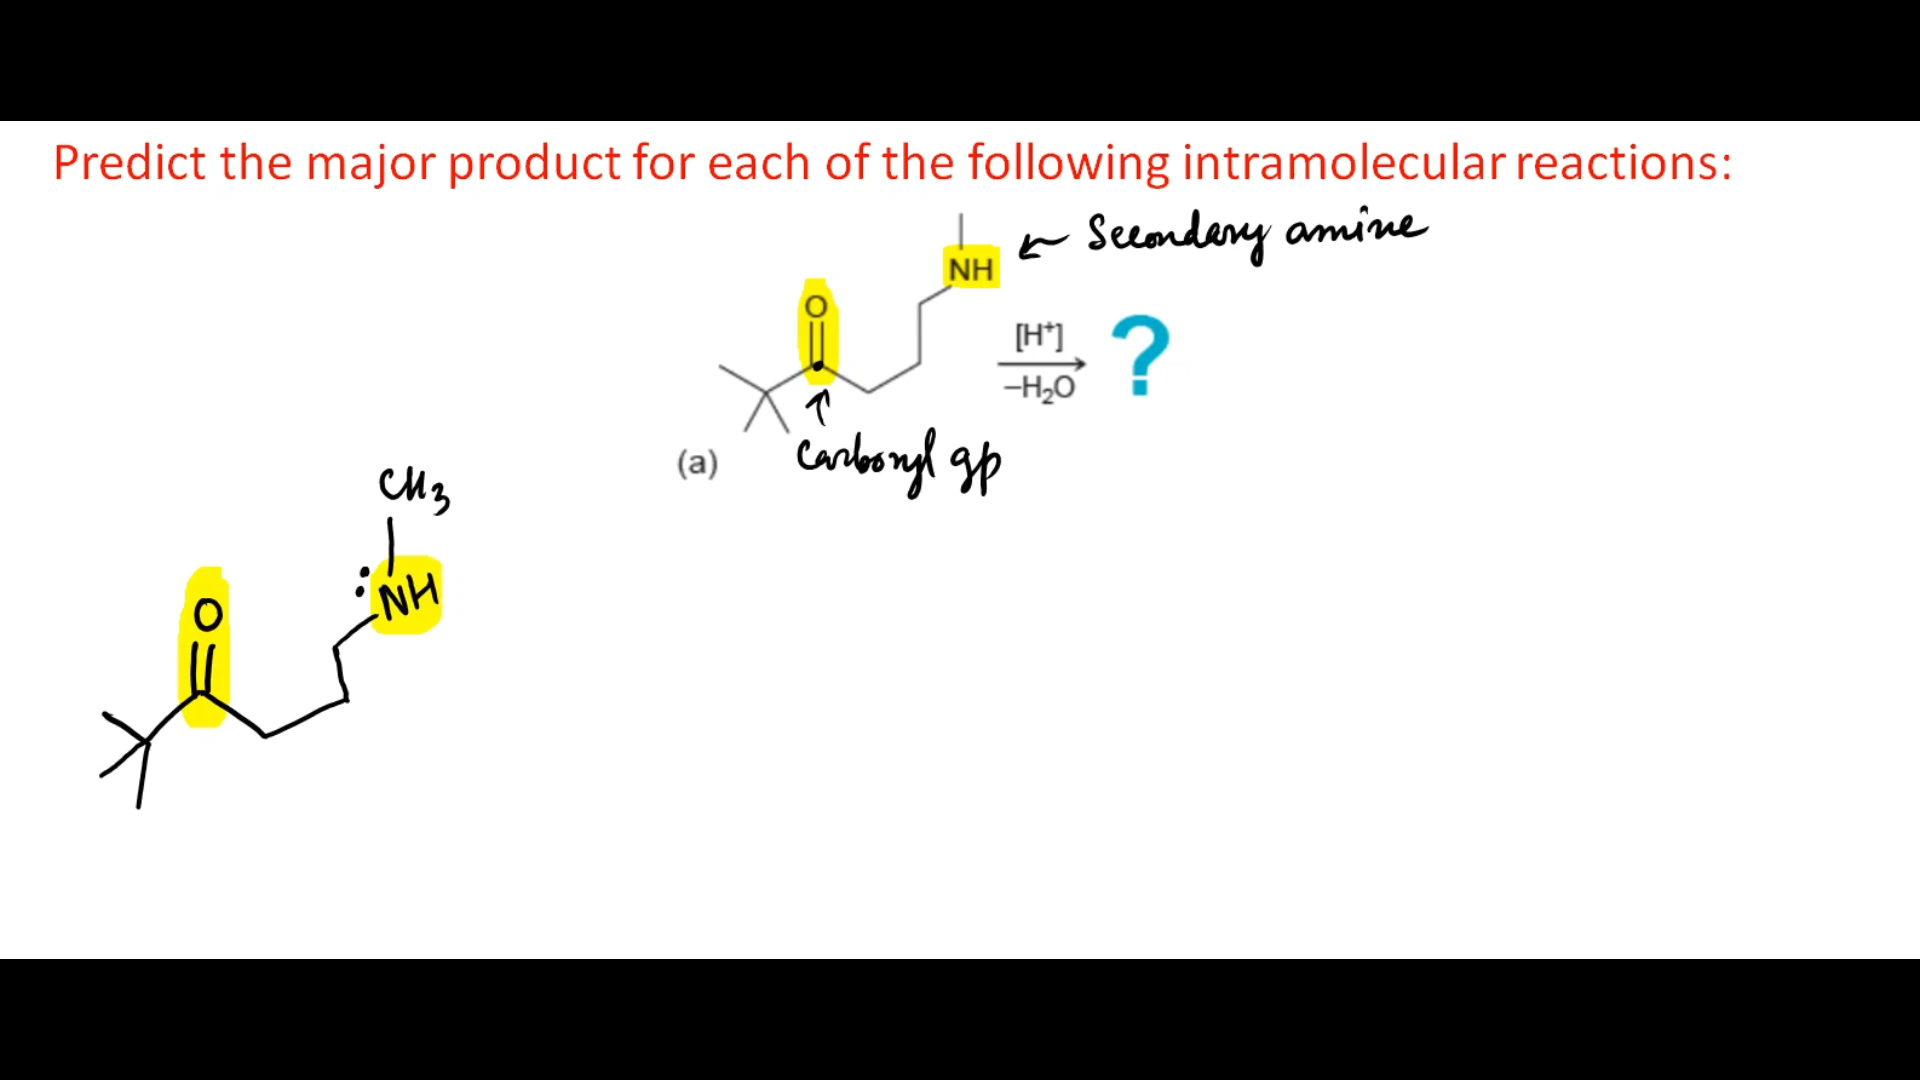 Predict the major product for each of the following intramolecular reactions:
NH ← Secondary amine
O
[H⁺]
?
–H₂O
(a)
Carbonyl gp
CH₃
:NH
O